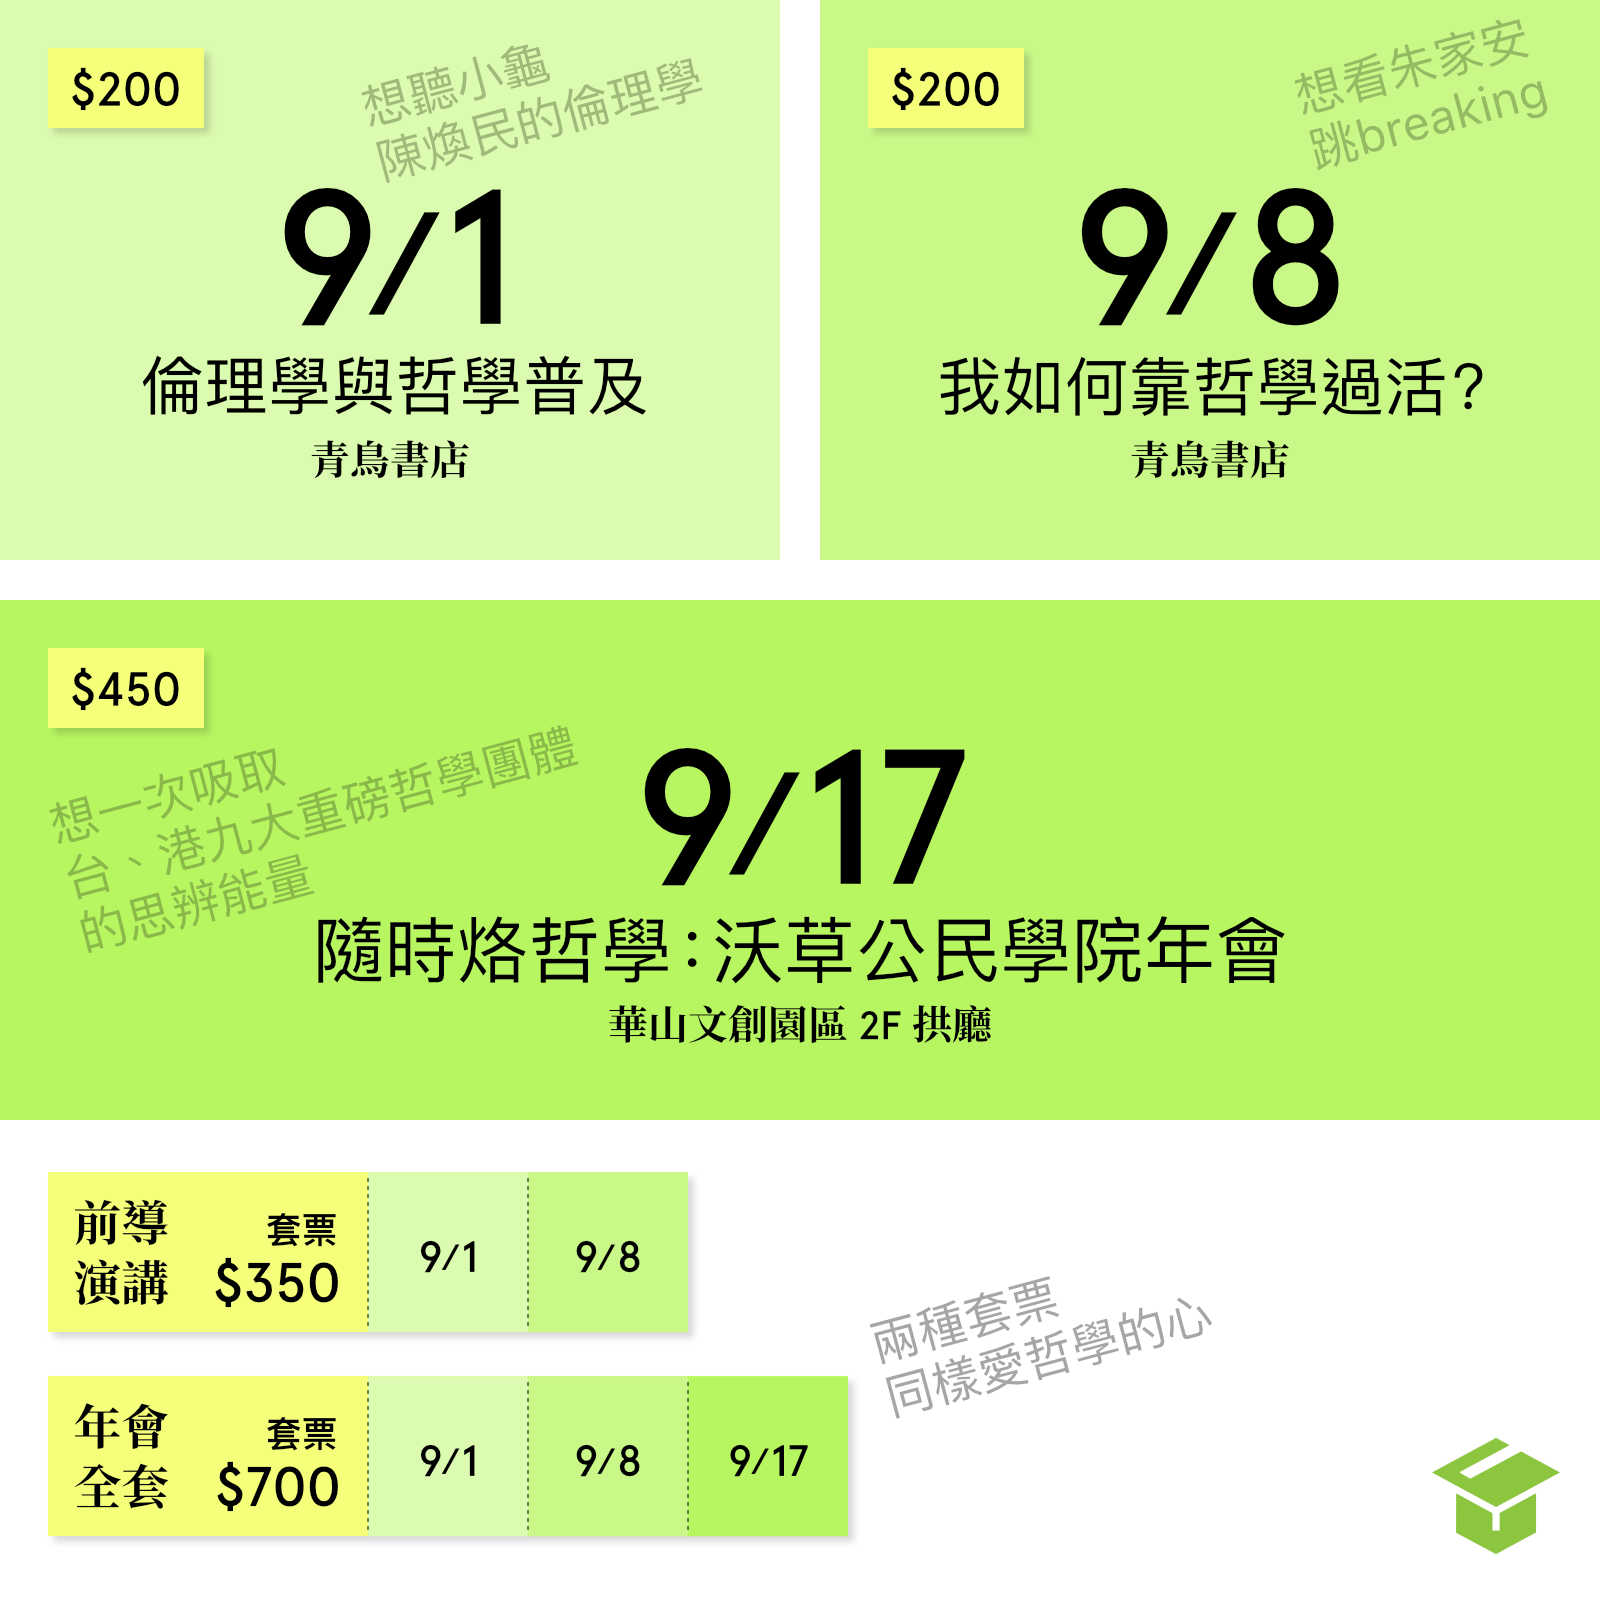 $200
想聽小龜
陳煥民的倫理學
9/1
倫理學與哲學普及
青鳥書店
$200
想看朱家安
跳breaking
9/8
我如何靠哲學過活?
青鳥書店
$450
想一次吸取
台、港九大重磅哲學團體
的思辨能量
9/17
隨時烙哲學:沃草公民學院年會
華山文創園區 2F 拱廳
前導
演講
套票
$350
9/1
9/8
年會
全套
套票
$700
9/1
9/8
9/17
兩種套票
同樣愛哲學的心